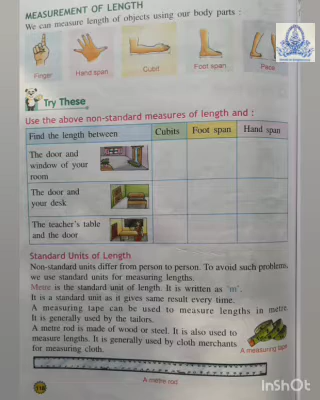 MEASUREMENT OF LENGTH
We can measure length of objects using our body parts :
Finger
Hand span
Cubit
Foot span
Pace
Try These
Use the above non-standard measures of length and :
Find the length between
Cubits
Foot span
Hand span
The door and
window of your
room
The door and
your desk
The teacher's table
and the door
Standard Units of Length
Non-standard units differ from person to person. To avoid such problems,
we use standard units for measuring lengths.
Metre is the standard unit of length. It is written as 'm'.
It is a standard unit as it gives same result every time.
A measuring tape can be used to measure lengths in metre.
It is generally used by the tailors.
A metre rod is made of wood or steel. It is also used to
measure lengths. It is generally used by cloth merchants
for measuring cloth.
A measuring tape
A metre rod
InShOt